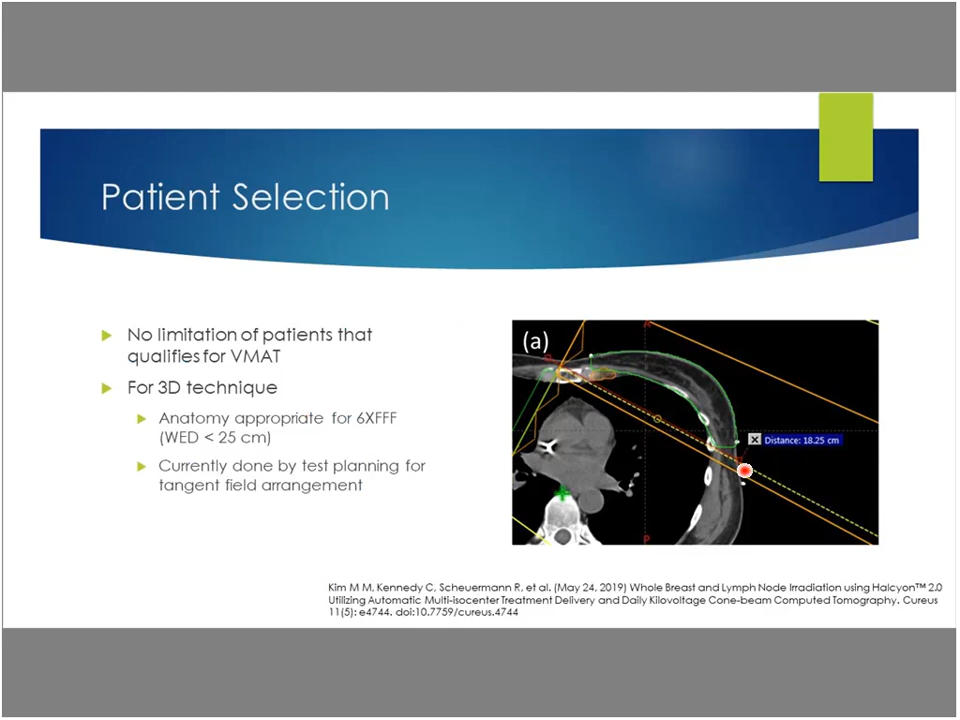 Patient Selection
No limitation of patients that
qualifies for VMAT
For 3D technique
Anatomy appropriate for 6XFFF
(WED < 25 cm)
Currently done by test planning for
tangent field arrangement
(a)
A
X Distance: 18.25 cm
P
Kim M M, Kennedy C, Scheuermann R, et al. (May 24, 2019) Whole Breast and Lymph Node Irradiation using Halcyon™ 2.0
Utilizing Automatic Multi-isocenter Treatment Delivery and Daily Kilovoltage Cone-beam Computed Tomography. Cureus
11(5): e4744. doi:10.7759/cureus.4744